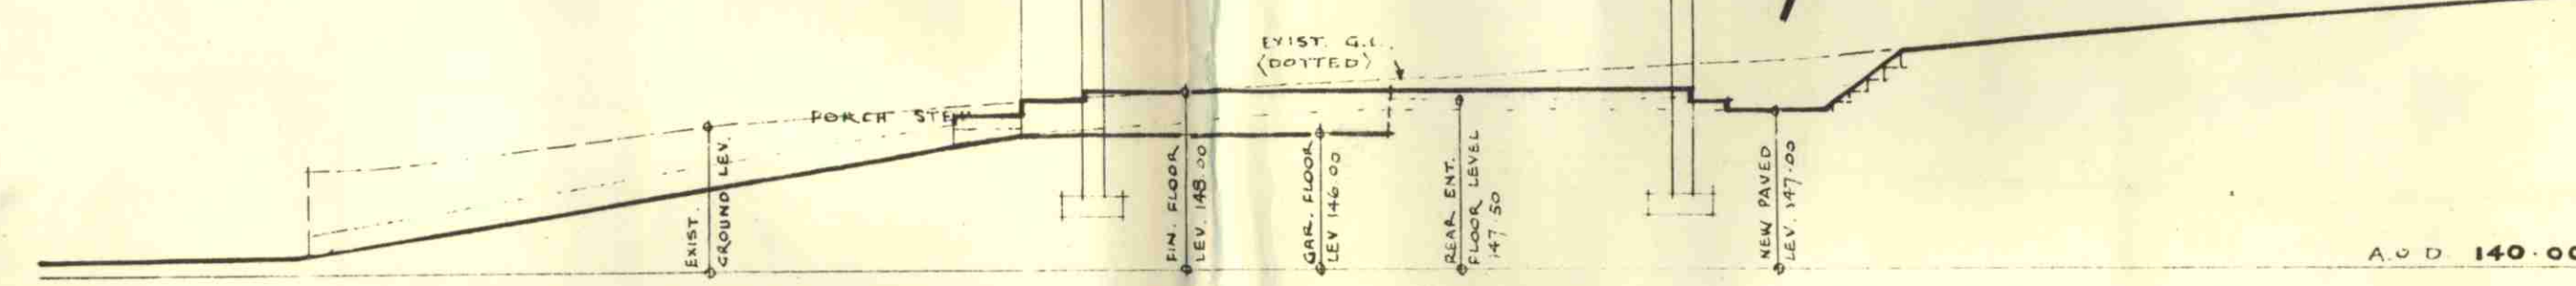 EXIST. G.L.
(DOTTED)
PORCH STEP
EXIST.
GROUND LEV.
FIN. FLOOR
LEV. 148.00
GAR. FLOOR
LEV 146.00
REAR ENT.
FLOOR LEVEL
147.50
NEW PAVED
LEV. 147.00
A.O.D. 140.00